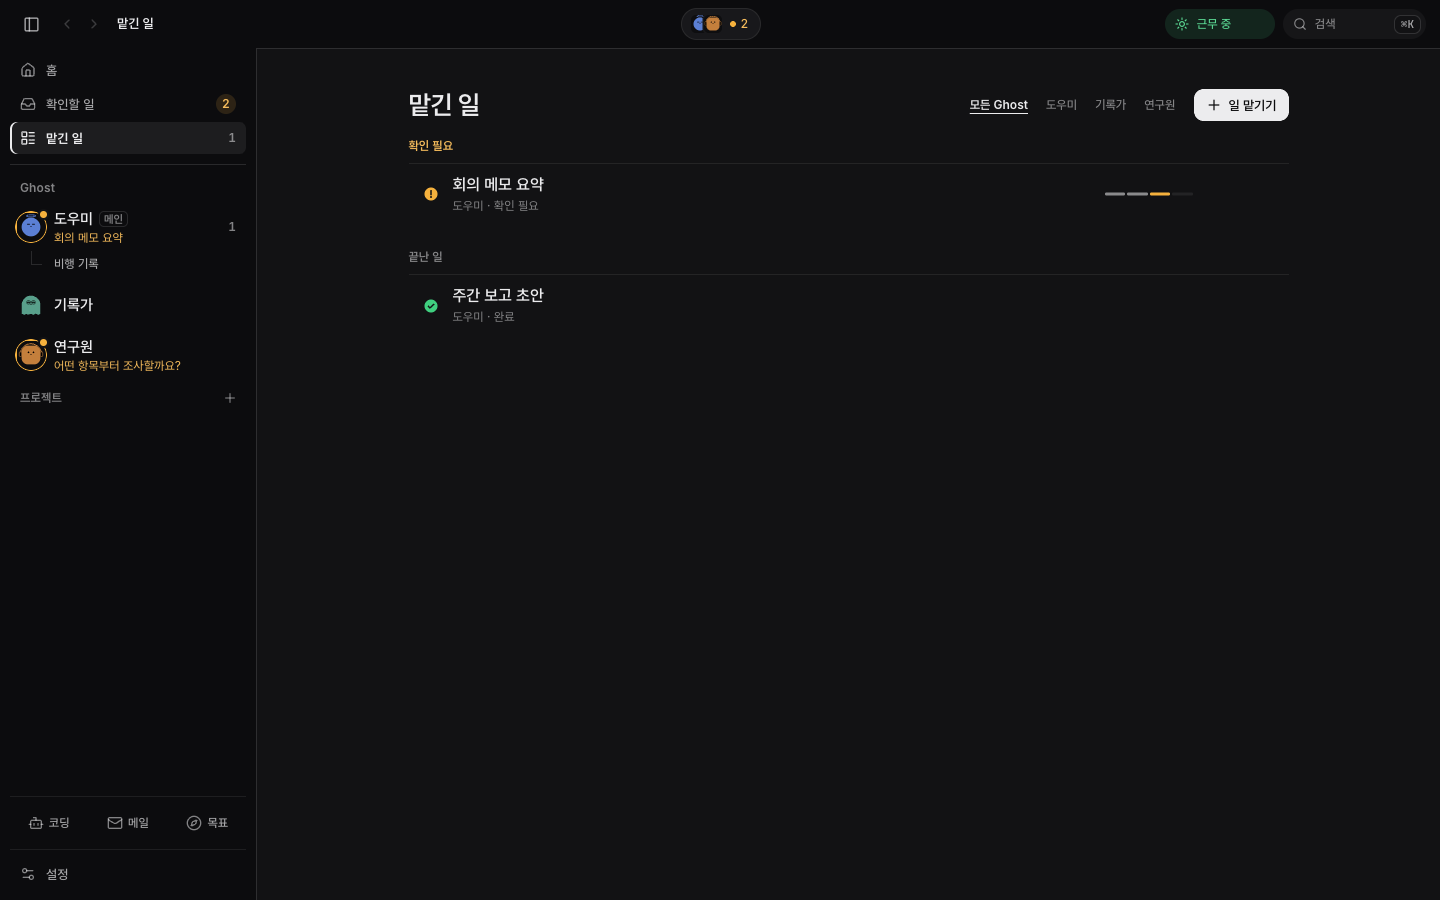 맡긴 일
2
근무 중
검색
⌘K
홈
확인할 일
2
맡긴 일
1
Ghost
도우미
메인
회의 메모 요약
1
비행 기록
기록가
연구원
어떤 항목부터 조사할까요?
프로젝트
코딩
메일
목표
설정
맡긴 일
모든 Ghost
도우미
기록가
연구원
일 맡기기
확인 필요
회의 메모 요약
도우미 · 확인 필요
끝난 일
주간 보고 초안
도우미 · 완료